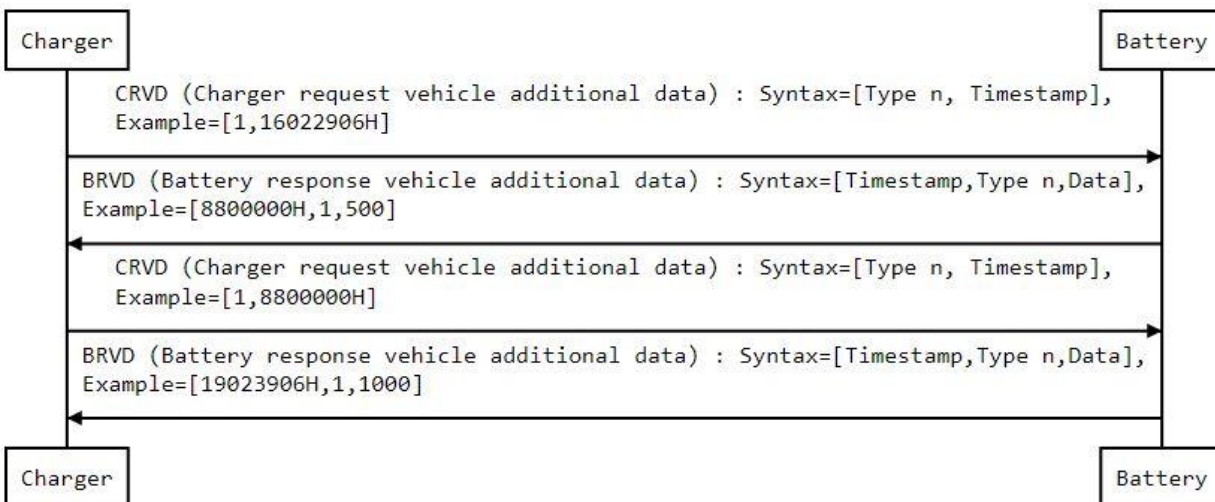 Charger
Battery
CRVD (Charger request vehicle additional data) : Syntax=[Type n, Timestamp],
Example=[1,16022906H]
BRVD (Battery response vehicle additional data) : Syntax=[Timestamp,Type n,Data],
Example=[8800000H,1,500]
CRVD (Charger request vehicle additional data) : Syntax=[Type n, Timestamp],
Example=[1,8800000H]
BRVD (Battery response vehicle additional data) : Syntax=[Timestamp,Type n,Data],
Example=[19023906H,1,1000]
Charger
Battery